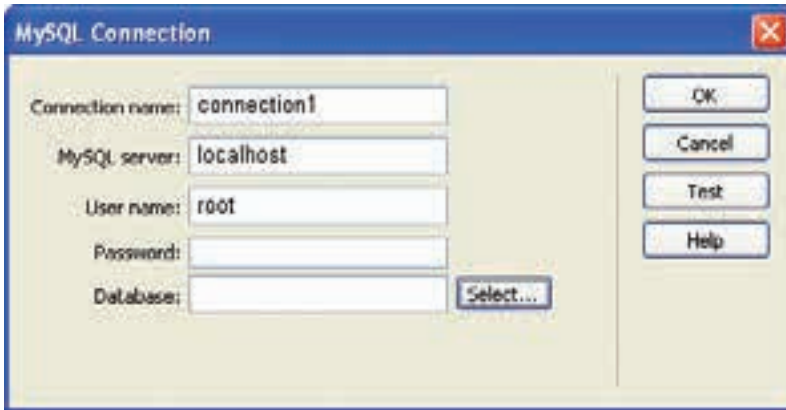 MySQL Connection
Connection name: connection1
MySQL server: localhost
User name: root
Password:
Database:
Select...
OK
Cancel
Test
Help